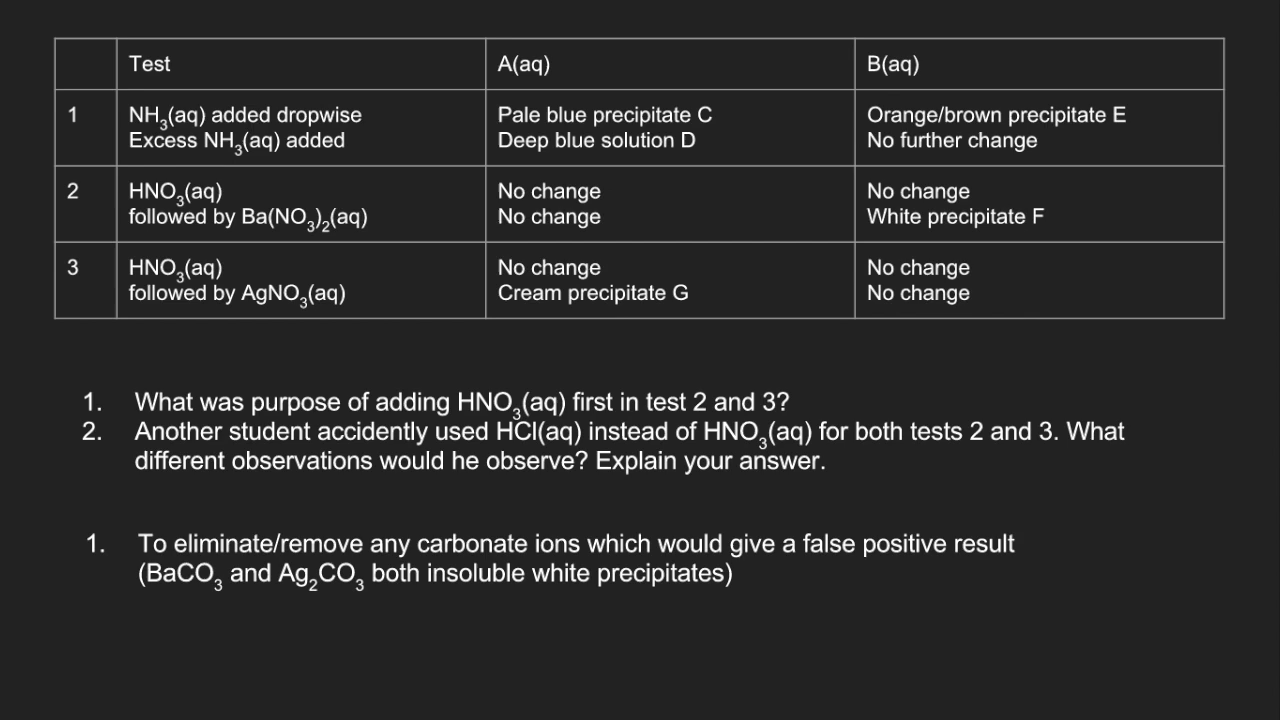 Test A(aq) B(aq)
1 NH₃(aq) added dropwise Pale blue precipitate C Orange/brown precipitate E
Excess NH₃(aq) added Deep blue solution D No further change
2 HNO₃(aq) No change No change
followed by Ba(NO₃)₂(aq) No change White precipitate F
3 HNO₃(aq) No change No change
followed by AgNO₃(aq) Cream precipitate G No change
1. What was purpose of adding HNO₃(aq) first in test 2 and 3?
2. Another student accidently used HCl(aq) instead of HNO₃(aq) for both tests 2 and 3. What
different observations would he observe? Explain your answer.
1. To eliminate/remove any carbonate ions which would give a false positive result
(BaCO₃ and Ag₂CO₃ both insoluble white precipitates)